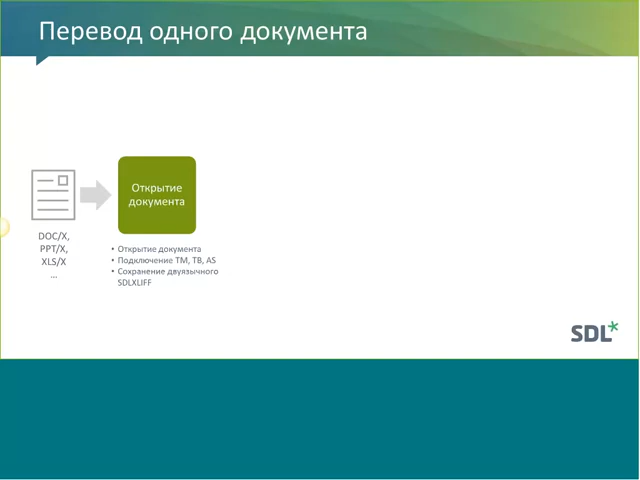 Перевод одного документа
Открытие
документа
DOC/X,
PPT/X,
XLS/X
...
• Открытие документа
• Подключение TM, TB, AS
• Сохранение двуязычного
SDLXLIFF
SDL*